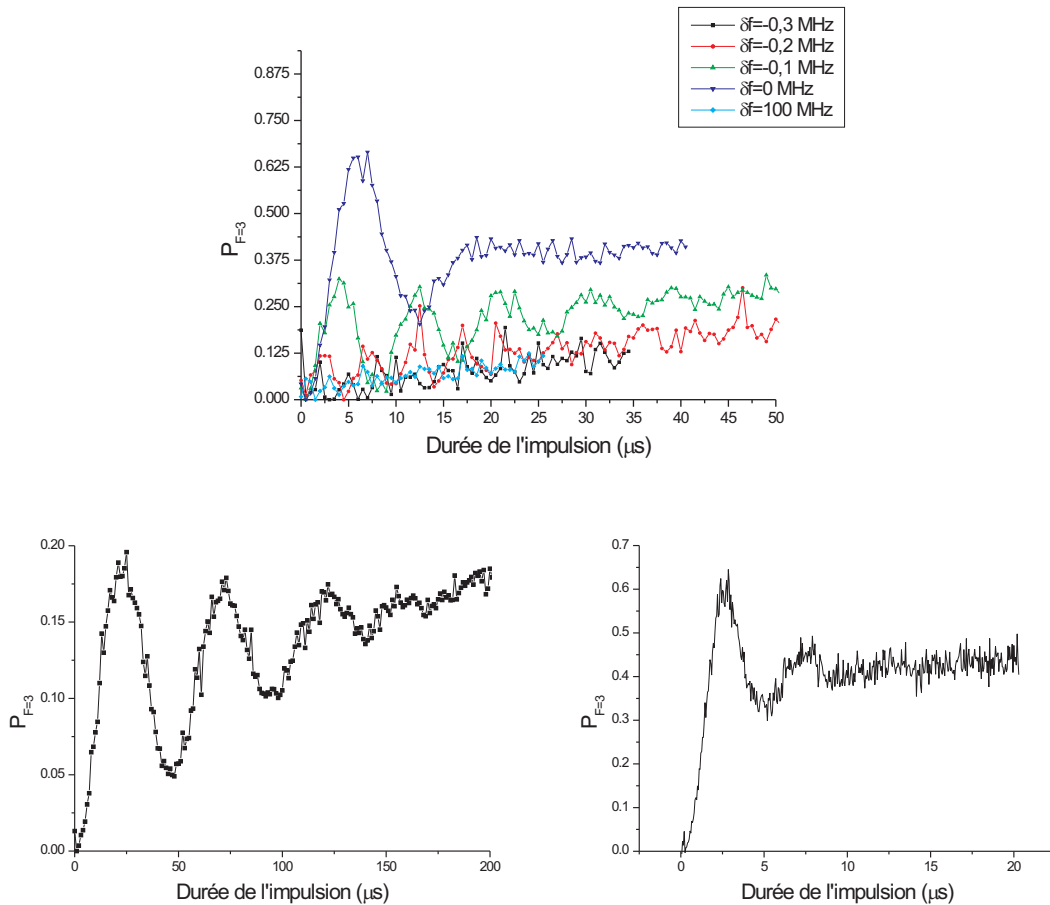 δf=-0,3 MHz
δf=-0,2 MHz
δf=-0,1 MHz
δf=0 MHz
δf=100 MHz
0.875
0.750
0.625
0.500
0.375
0.250
0.125
0.000
P_F=3
0 5 10 15 20 25 30 35 40 45 50
Durée de l'impulsion (μs)
0.20
0.15
0.10
0.05
0.00
P_F=3
0 50 100 150 200
Durée de l'impulsion (μs)
0.7
0.6
0.5
0.4
0.3
0.2
0.1
0.0
P_F=3
0 5 10 15 20
Durée de l'impulsion (μs)